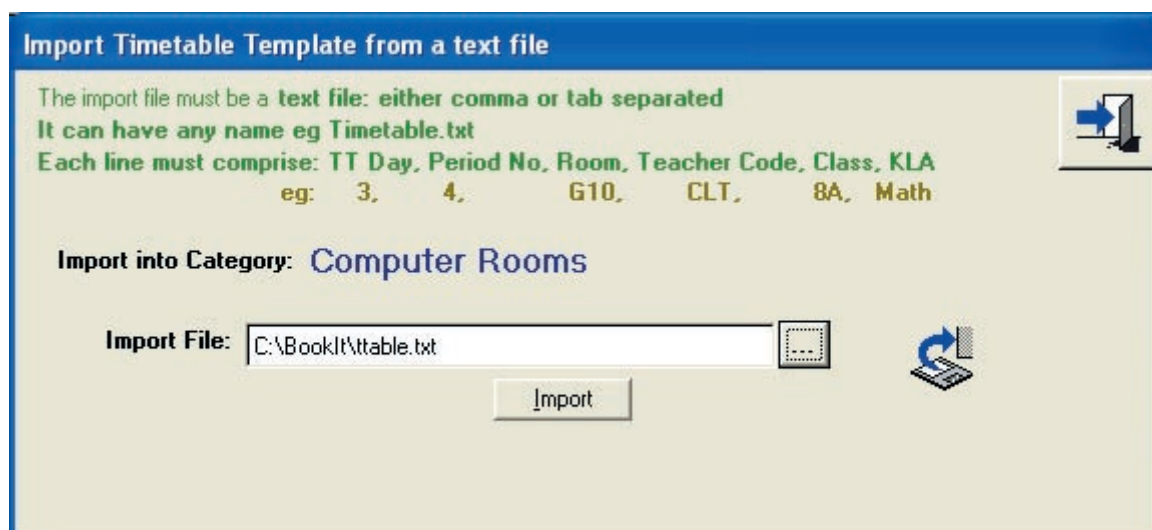 Import Timetable Template from a text file
The import file must be a text file: either comma or tab separated
It can have any name eg Timetable.txt
Each line must comprise: TT Day, Period No, Room, Teacher Code, Class, KLA
eg: 3, 4, G10, CLT, 8A, Math
Import into Category: Computer Rooms
Import File: C:\BookIt\ttable.txt ...
Import